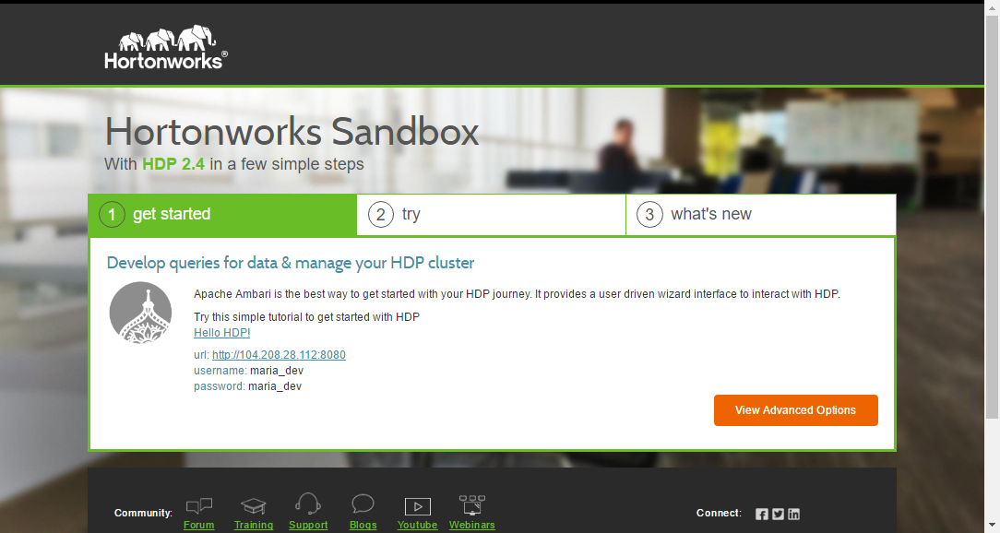 Hortonworks®
Hortonworks Sandbox
With HDP 2.4 in a few simple steps
1 get started
2 try
3 what's new
Develop queries for data & manage your HDP cluster
Apache Ambari is the best way to get started with your HDP journey. It provides a user driven wizard interface to interact with HDP.
Try this simple tutorial to get started with HDP
Hello HDP!
url: http://104.208.28.112:8080
username: maria_dev
password: maria_dev
View Advanced Options
Community:
Forum
Training
Support
Blogs
Youtube
Webinars
Connect: